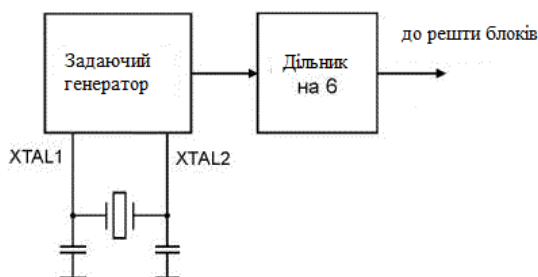 до решти блоків
Задаючий
генератор
Дільник
на 6
XTAL1
XTAL2